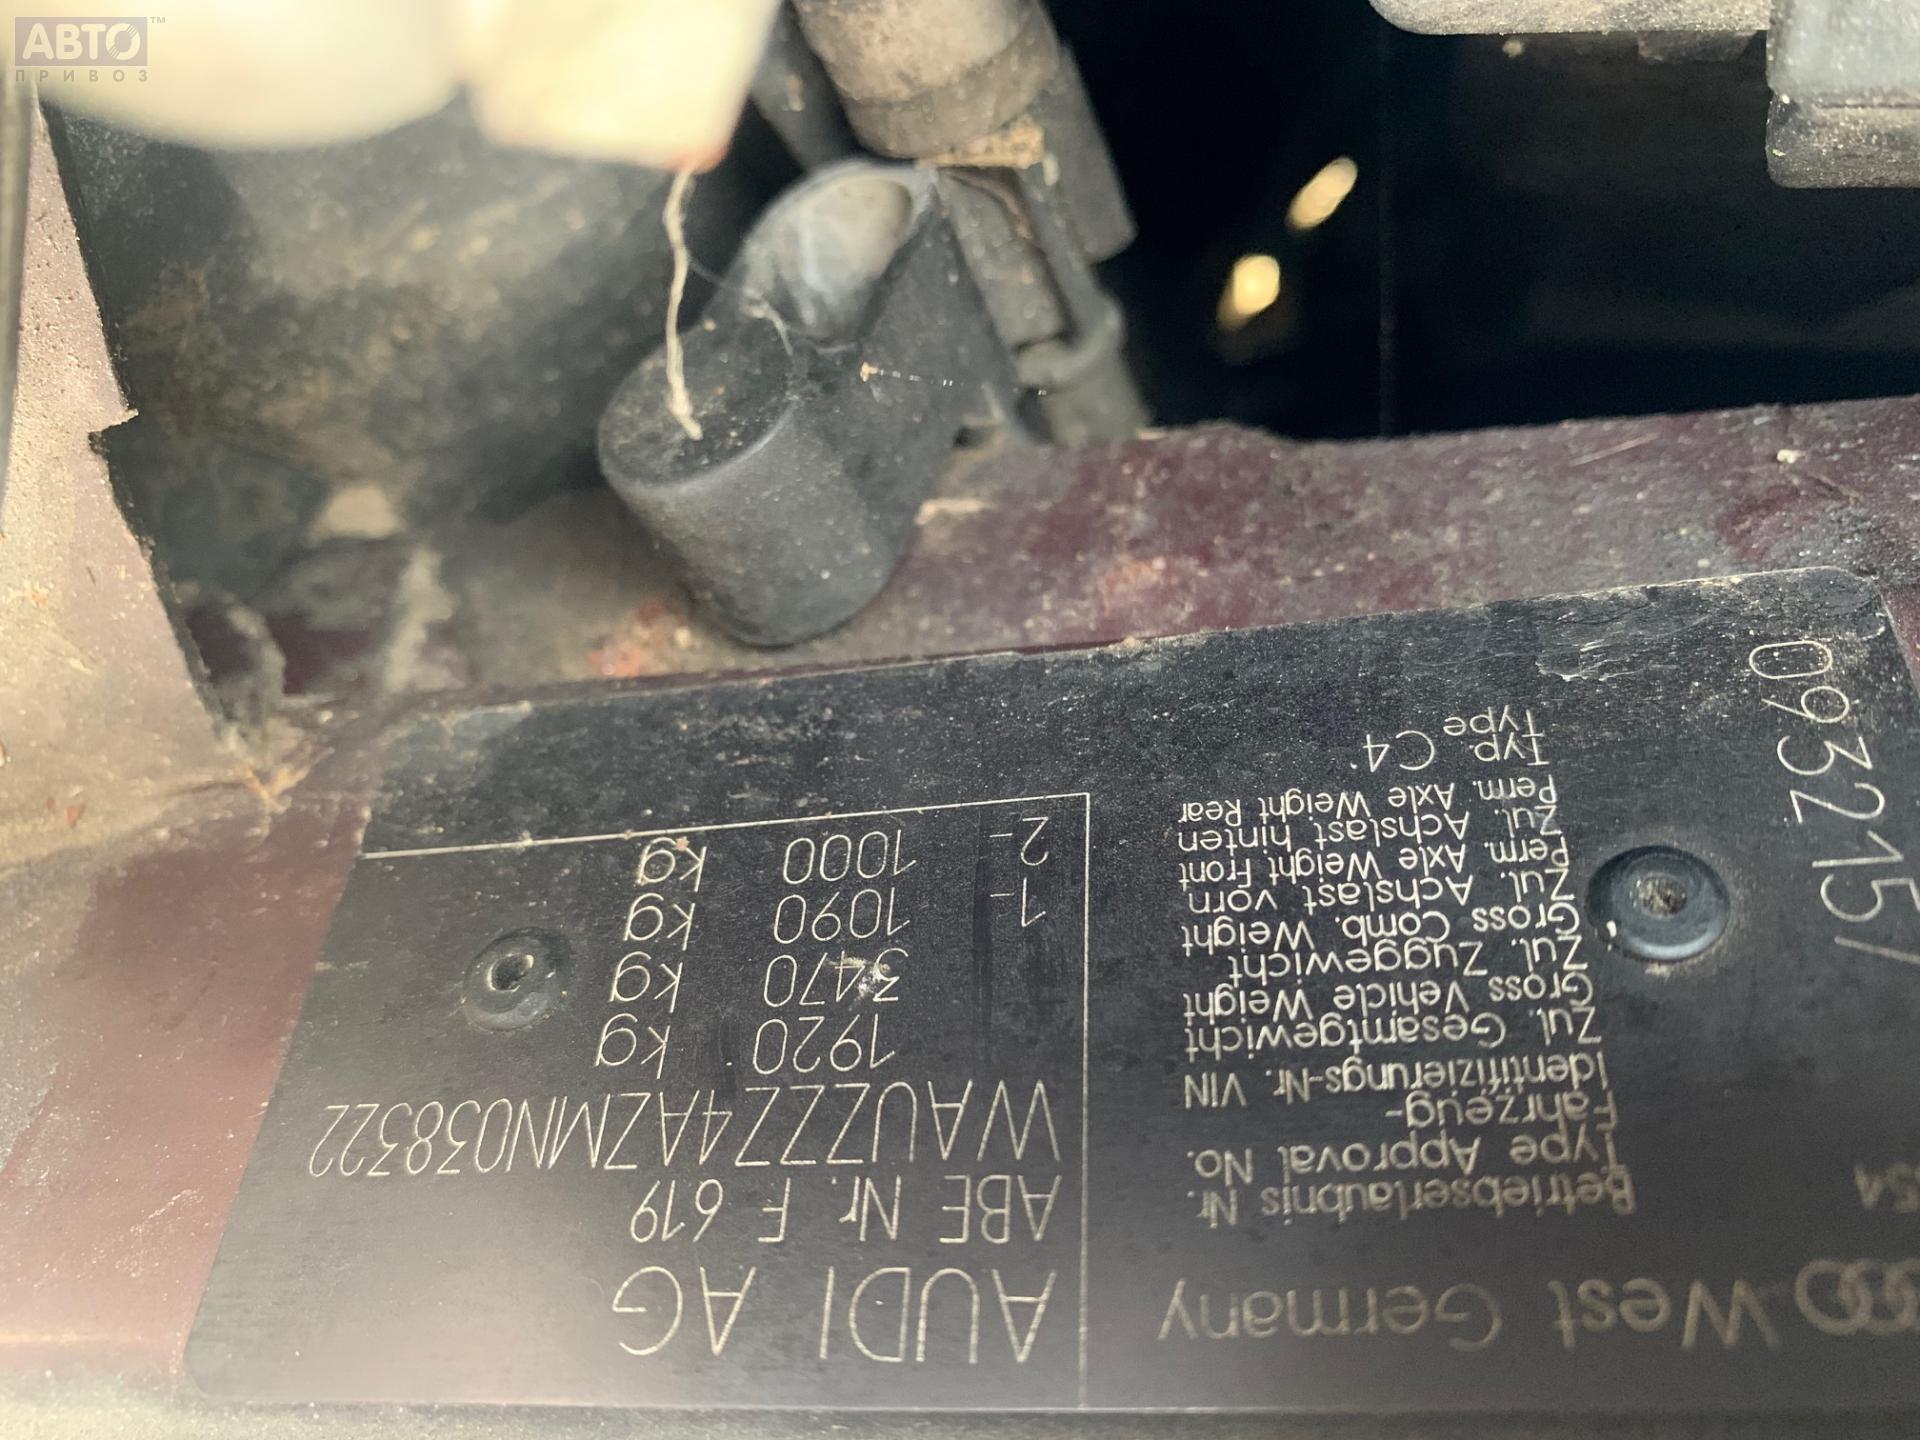 АВТО™
ПРИВОЗ
West Germany
AUDI AG
Betriebserlaubnis Nr.
Type Approval No.
ABE Nr. F 619
Fahrzeug-
Identifizierungs-Nr. VIN
WAUZZZ4AZMN038322
Zul. Gesamtgewicht
Gross Vehicle Weight
1920 kg
Zul. Zuggewicht
Gross Comb. Weight
3470 kg
Zul. Achslast vorn
Perm. Axle Weight Front
1- 1090 kg
Zul. Achslast hinten
Perm. Axle Weight Rear
2- 1000 kg
Typ. C4
Type